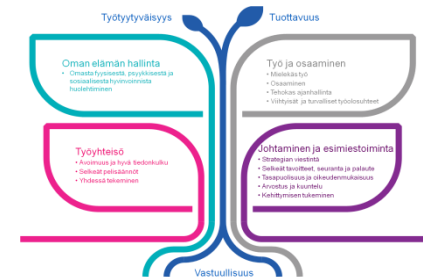 Työtyytyväisyys
Tuottavuus
Oman elämän hallinta
• Omasta fyysisestä, psyykkisestä ja
sosiaalisesta hyvinvoinnista
huolehtiminen
Työ ja osaaminen
• Mielekäs työ
• Osaaminen
• Tehokas ajanhallinta
• Viihtyisät ja turvalliset työolosuhteet
Työyhteisö
• Avoimuus ja hyvä tiedonkulku
• Selkeät pelisäännöt
• Yhdessä tekeminen
Johtaminen ja esimiestoiminta
• Strategian viestintä
• Selkeät tavoitteet, seuranta ja palaute
• Tasapuolisuus ja oikeudenmukaisuus
• Arvostus ja kuuntelu
• Kehittymisen tukeminen
Vastuullisuus